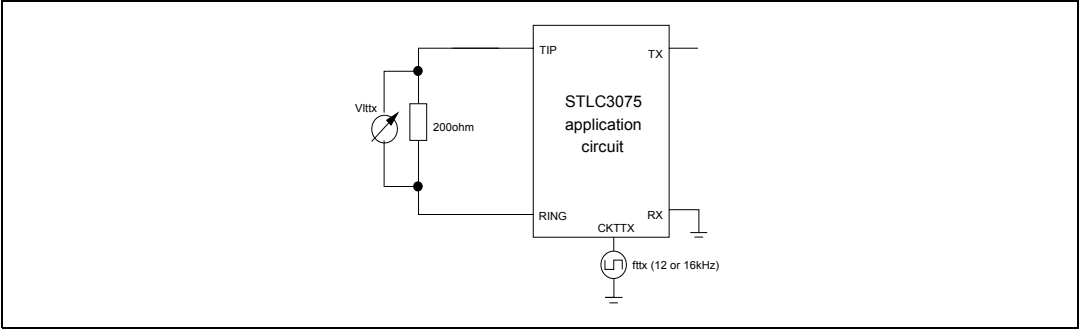 TIP
TX
Vlttx
200ohm
STLC3075
application
circuit
RING
RX
CKTTX
fttx (12 or 16kHz)